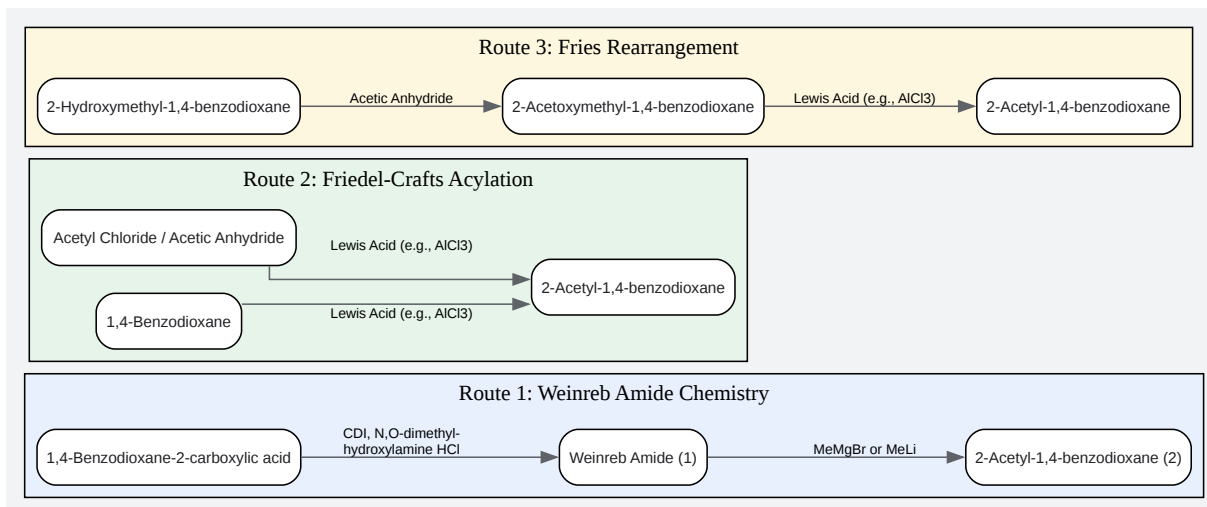 Route 3: Fries Rearrangement
2-Hydroxymethyl-1,4-benzodioxane
Acetic Anhydride
2-Acetoxymethyl-1,4-benzodioxane
Lewis Acid (e.g., AlCl3)
2-Acetyl-1,4-benzodioxane
Route 2: Friedel-Crafts Acylation
Acetyl Chloride / Acetic Anhydride
Lewis Acid (e.g., AlCl3)
2-Acetyl-1,4-benzodioxane
1,4-Benzodioxane
Lewis Acid (e.g., AlCl3)
Route 1: Weinreb Amide Chemistry
1,4-Benzodioxane-2-carboxylic acid
CDI, N,O-dimethyl-
hydroxylamine HCl
Weinreb Amide (1)
MeMgBr or MeLi
2-Acetyl-1,4-benzodioxane (2)